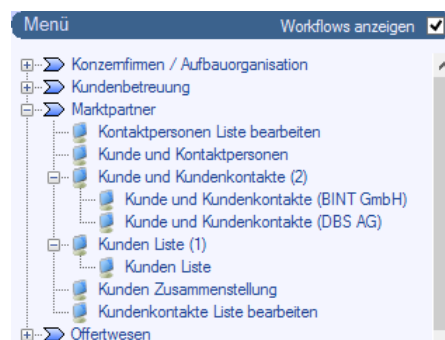 Menü Workflows anzeigen
Konzernfirmen / Aufbauorganisation
Kundenbetreuung
Marktpartner
Kontaktpersonen Liste bearbeiten
Kunde und Kontaktpersonen
Kunde und Kundenkontakte (2)
Kunde und Kundenkontakte (BINT GmbH)
Kunde und Kundenkontakte (DBS AG)
Kunden Liste (1)
Kunden Liste
Kunden Zusammenstellung
Kundenkontakte Liste bearbeiten
Offertwesen